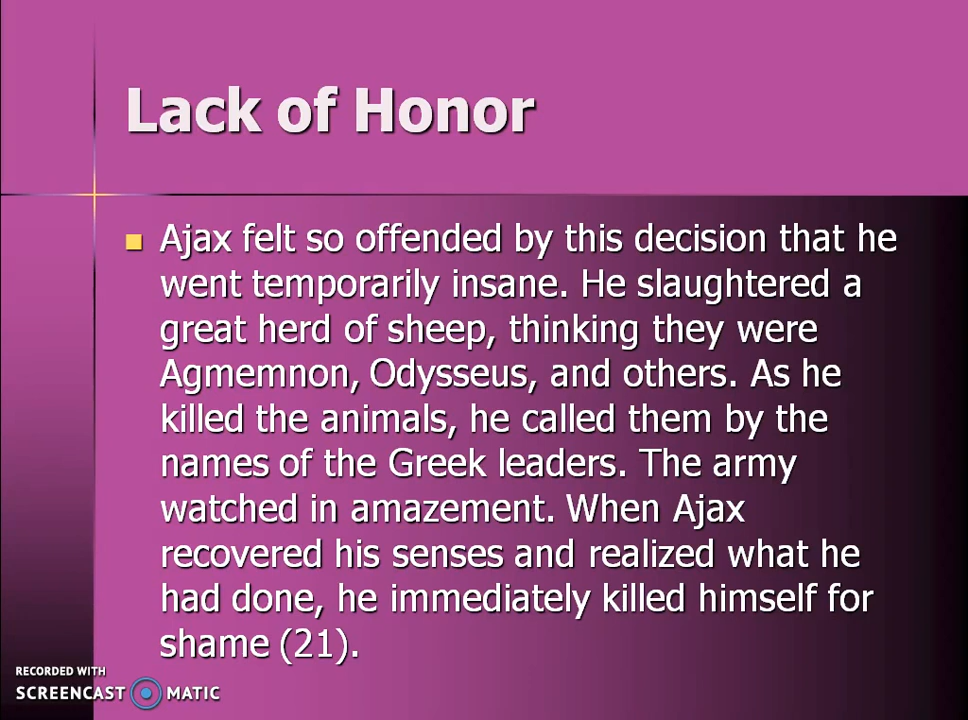 Lack of Honor
Ajax felt so offended by this decision that he
went temporarily insane. He slaughtered a
great herd of sheep, thinking they were
Agmemnon, Odysseus, and others. As he
killed the animals, he called them by the
names of the Greek leaders. The army
watched in amazement. When Ajax
recovered his senses and realized what he
had done, he immediately killed himself for
shame (21).
RECORDED WITH
SCREENCAST MATIC